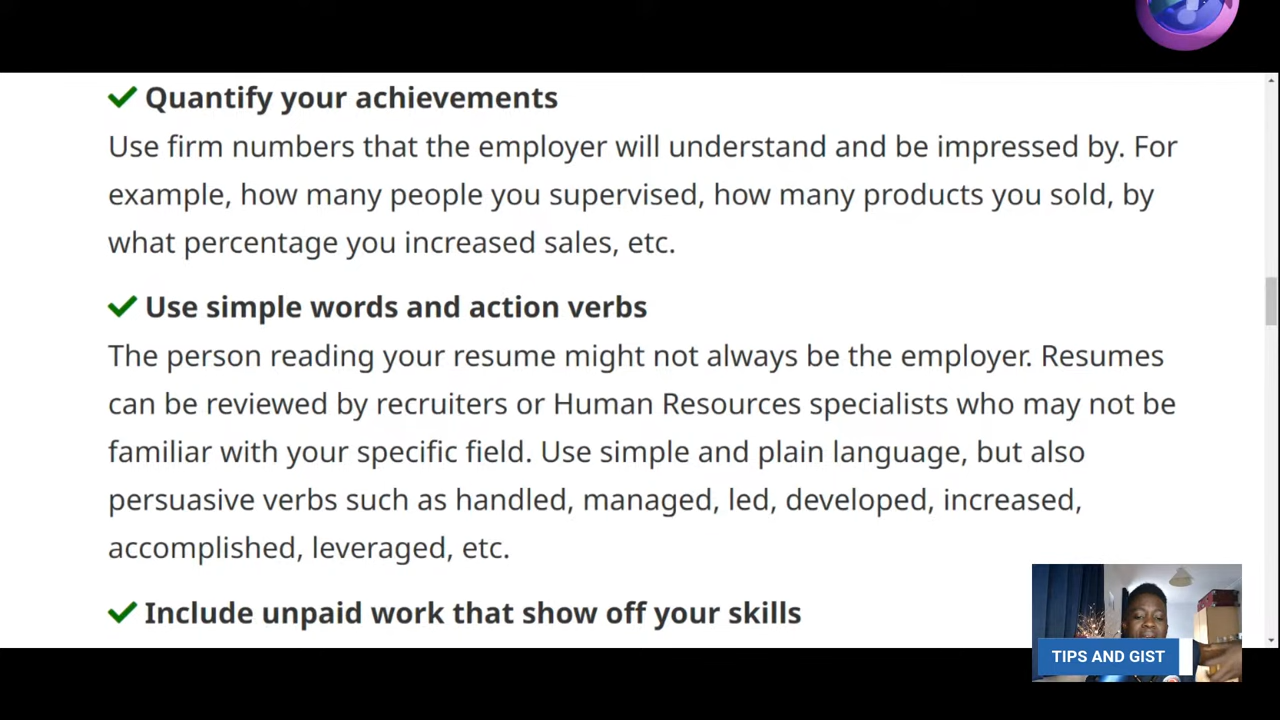 Quantify your achievements
Use firm numbers that the employer will understand and be impressed by. For
example, how many people you supervised, how many products you sold, by
what percentage you increased sales, etc.
Use simple words and action verbs
The person reading your resume might not always be the employer. Resumes
can be reviewed by recruiters or Human Resources specialists who may not be
familiar with your specific field. Use simple and plain language, but also
persuasive verbs such as handled, managed, led, developed, increased,
accomplished, leveraged, etc.
Include unpaid work that show off your skills
TIPS AND GIST